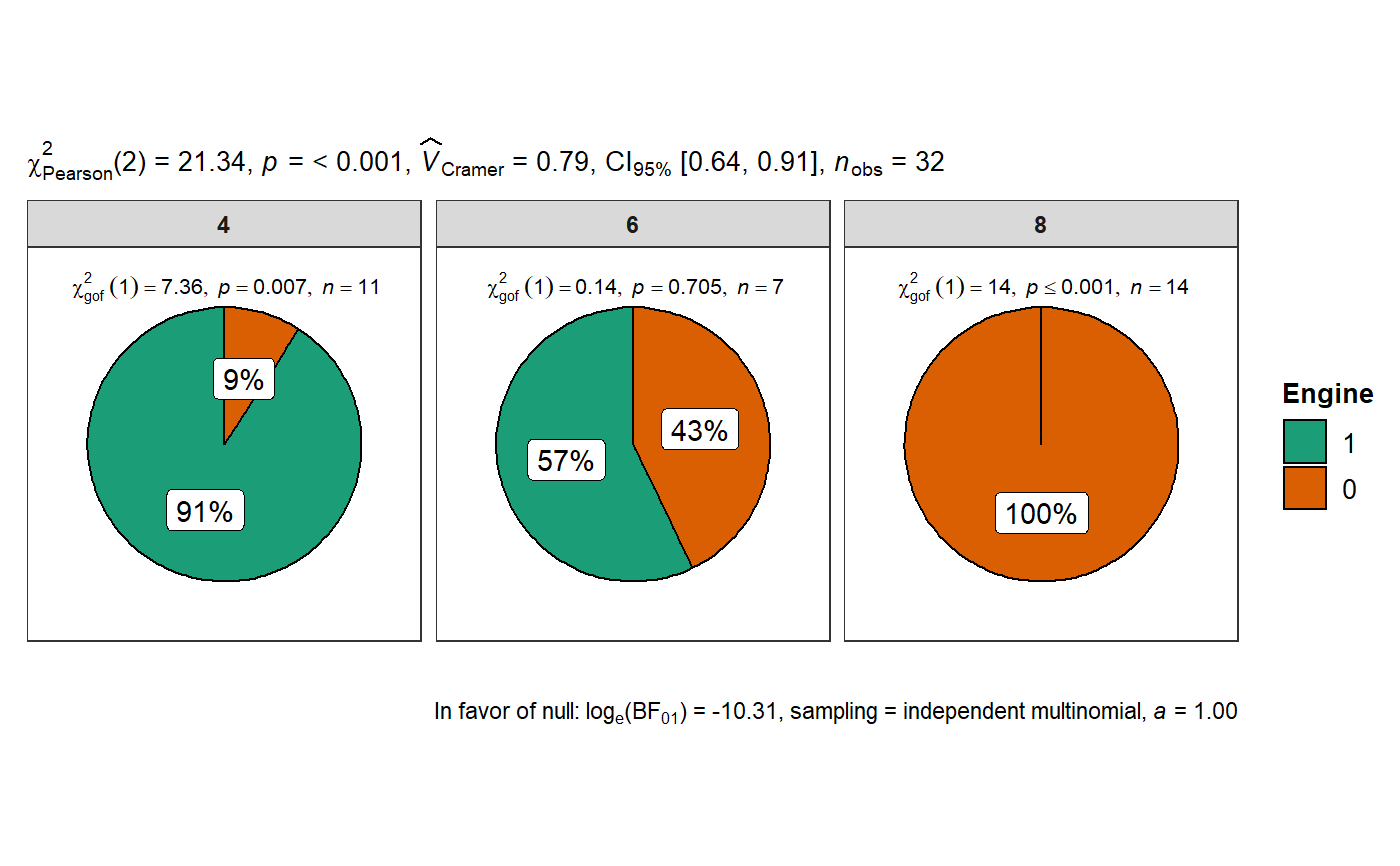 χ²Pearson(2) = 21.34, p = < 0.001, V̂Cramer = 0.79, CI95% [0.64, 0.91], nobs = 32
4
6
8
χ²gof (1) = 7.36, p = 0.007, n = 11
χ²gof (1) = 0.14, p = 0.705, n = 7
χ²gof (1) = 14, p ≤ 0.001, n = 14
9%
91%
43%
57%
100%
Engine
1
0
In favor of null: loge(BF01) = -10.31, sampling = independent multinomial, a = 1.00